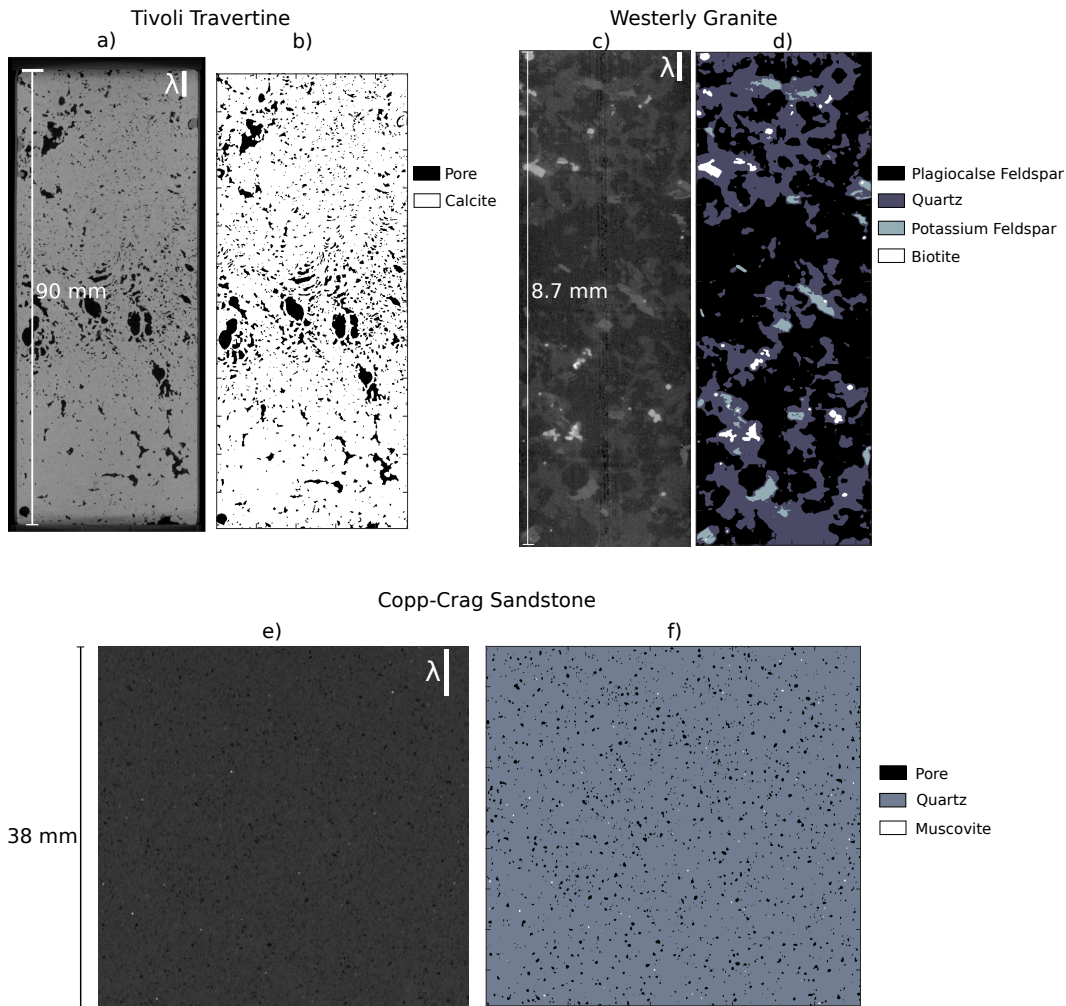 Tivoli Travertine
a)
b)
λ
90 mm
Pore
Calcite
Westerly Granite
c)
d)
λ
8.7 mm
Plagiocalse Feldspar
Quartz
Potassium Feldspar
Biotite
Copp-Crag Sandstone
e)
f)
λ
38 mm
Pore
Quartz
Muscovite